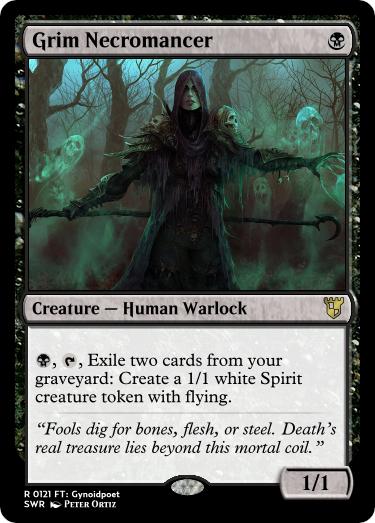 Grim Necromancer
Creature — Human Warlock
, , Exile two cards from your
graveyard: Create a 1/1 white Spirit
creature token with flying.
“Fools dig for bones, flesh, or steel. Death’s
real treasure lies beyond this mortal coil.”
1/1
R 0121 FT: Gynoidpoet
SWR Peter Ortiz